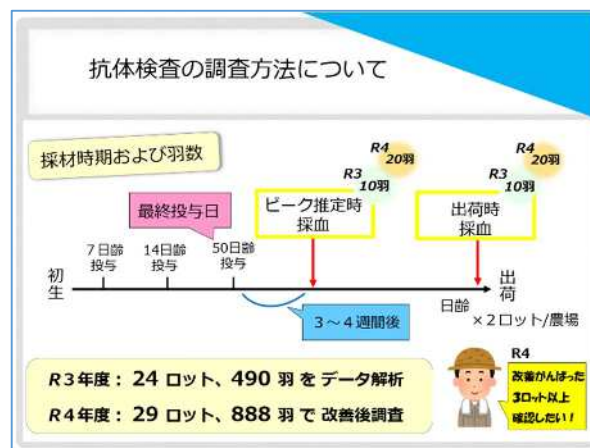 抗体検査の調査方法について
採材時期および羽数
R4
20羽
R3
10羽
R4
20羽
R3
10羽
最終投与日
ピーク推定時
採血
出荷時
採血
7日齢
投与
14日齢
投与
50日齢
投与
初生
出荷
日齢
3～4週間後
×2ロット/農場
R3年度：24 ロット、490 羽 を データ解析
R4年度：29 ロット、888 羽 で 改善後調査
R4
改善がんばった
3ロット以上
確認したい！